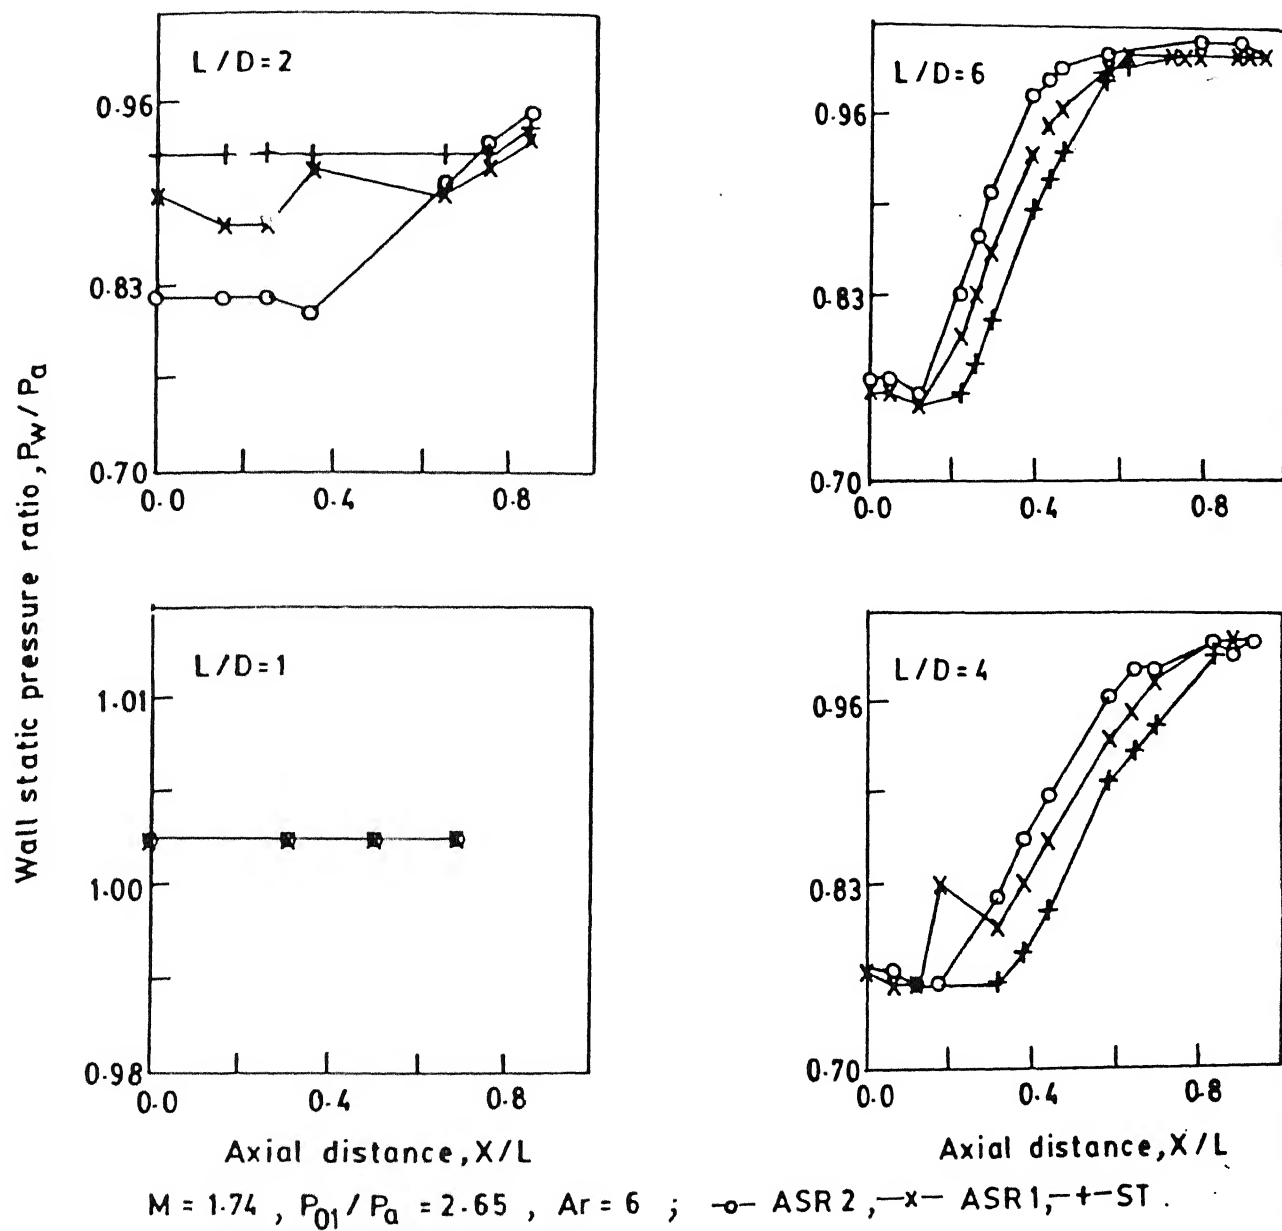 L/D=2
0.96
0.83
0.70
0.0 0.4 0.8
L/D=6
0.96
0.83
0.70
0.0 0.4 0.8
Wall static pressure ratio, Pw/Pa
L/D=1
1.01
1.00
0.98
0.0 0.4 0.8
Axial distance, X/L
L/D=4
0.96
0.83
0.70
0.0 0.4 0.8
Axial distance, X/L
M = 1.74 , P01/Pa = 2.65 , Ar = 6 ; -o- ASR 2, -x- ASR 1, -+- ST .